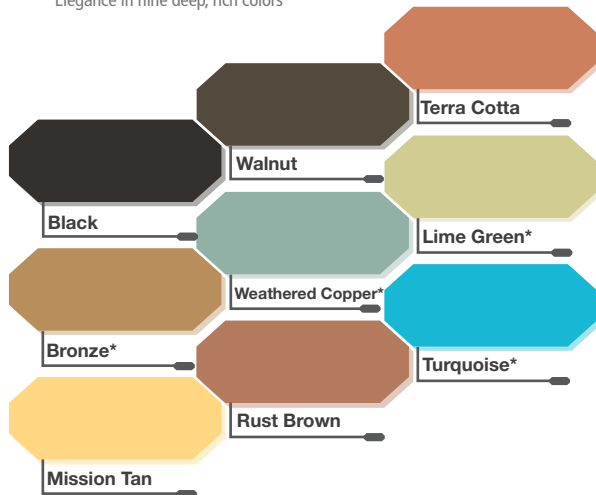 Elegance in nine deep, rich colors
Terra Cotta
Walnut
Black
Lime Green*
Weathered Copper*
Bronze*
Turquoise*
Rust Brown
Mission Tan